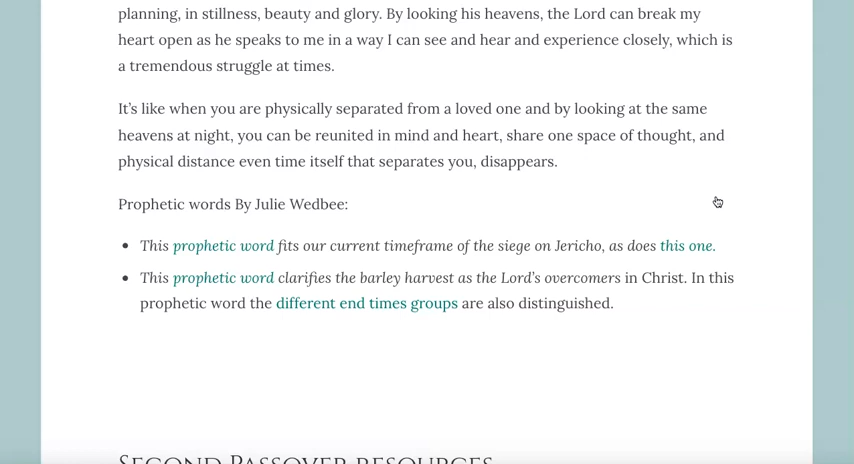 planning, in stillness, beauty and glory. By looking his heavens, the Lord can break my
heart open as he speaks to me in a way I can see and hear and experience closely, which is
a tremendous struggle at times.
It's like when you are physically separated from a loved one and by looking at the same
heavens at night, you can be reunited in mind and heart, share one space of thought, and
physical distance even time itself that separates you, disappears.
Prophetic words By Julie Wedbee:
• This prophetic word fits our current timeframe of the siege on Jericho, as does this one.
• This prophetic word clarifies the barley harvest as the Lord's overcomers in Christ. In this
prophetic word the different end times groups are also distinguished.
Second Passover resources